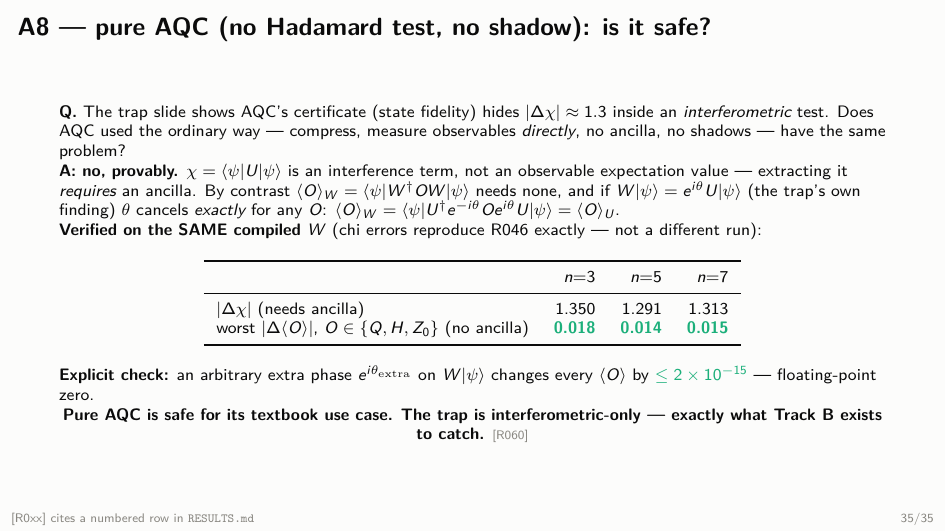 A8 — pure AQC (no Hadamard test, no shadow): is it safe?
Q. The trap slide shows AQC's certificate (state fidelity) hides |Δχ| ≈ 1.3 inside an interferometric test. Does
AQC used the ordinary way — compress, measure observables directly, no ancilla, no shadows — have the same
problem?
A: no, provably. χ = ⟨ψ|U|ψ⟩ is an interference term, not an observable expectation value — extracting it
requires an ancilla. By contrast ⟨O⟩_W = ⟨ψ|W†OW|ψ⟩ needs none, and if W|ψ⟩ = e^{iθ}U|ψ⟩ (the trap's own
finding) θ cancels exactly for any O: ⟨O⟩_W = ⟨ψ|U†e^{−iθ}Oe^{iθ}U|ψ⟩ = ⟨O⟩_U.
Verified on the SAME compiled W (chi errors reproduce R046 exactly — not a different run):
n=3 n=5 n=7
|Δχ| (needs ancilla) 1.350 1.291 1.313
worst |Δ⟨O⟩|, O ∈ {Q, H, Z₀} (no ancilla) 0.018 0.014 0.015
Explicit check: an arbitrary extra phase e^{iθ_extra} on W|ψ⟩ changes every ⟨O⟩ by ≤ 2 × 10^{−15} — floating-point
zero.
Pure AQC is safe for its textbook use case. The trap is interferometric-only — exactly what Track B exists
to catch. [R060]
[R0xx] cites a numbered row in RESULTS.md
35/35